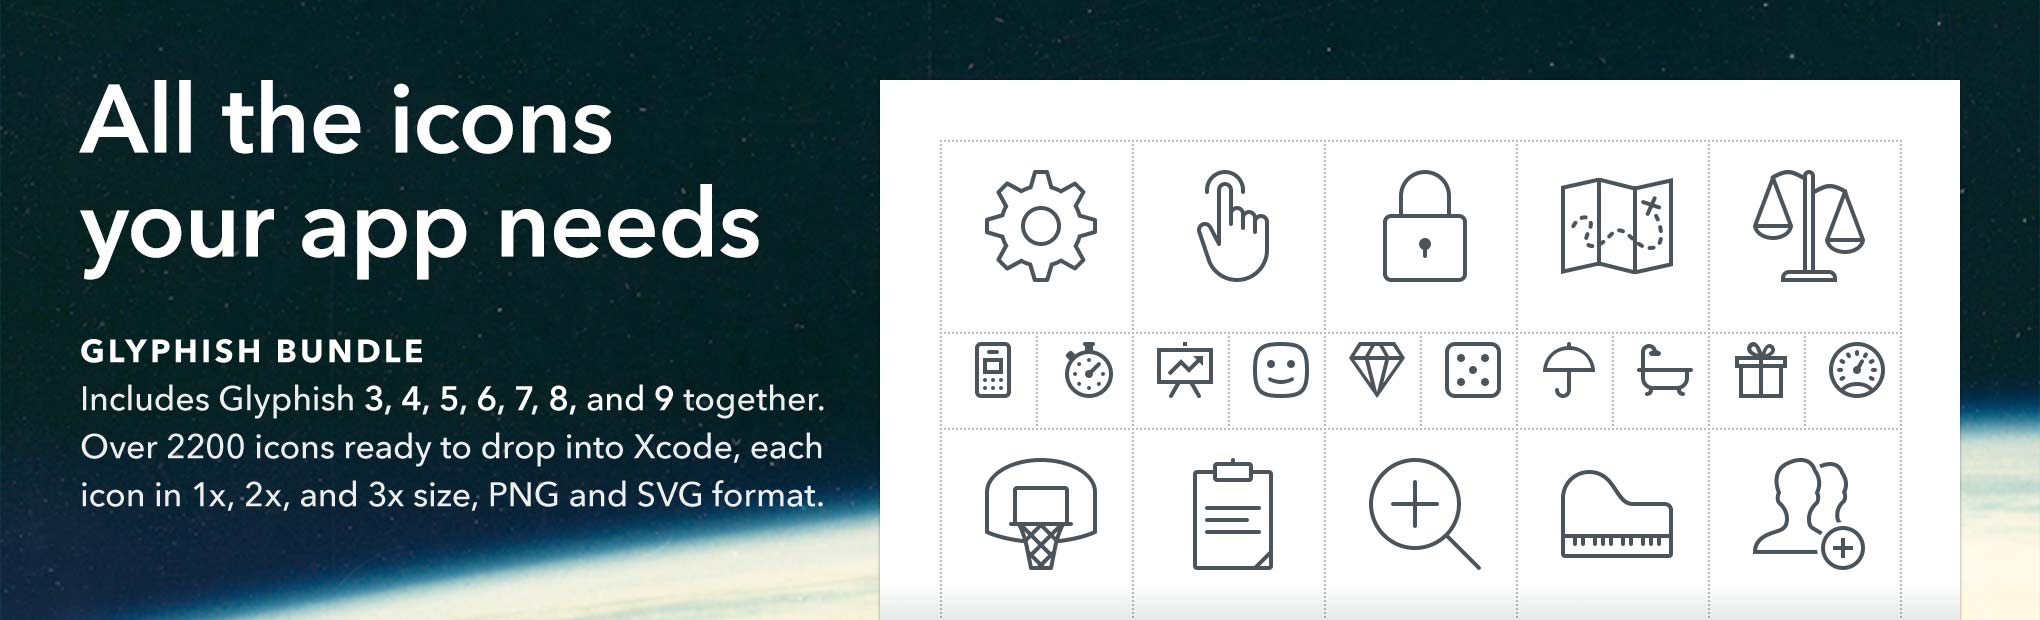 All the icons
your app needs
GLYPHISH BUNDLE
Includes Glyphish 3, 4, 5, 6, 7, 8, and 9 together.
Over 2200 icons ready to drop into Xcode, each
icon in 1x, 2x, and 3x size, PNG and SVG format.